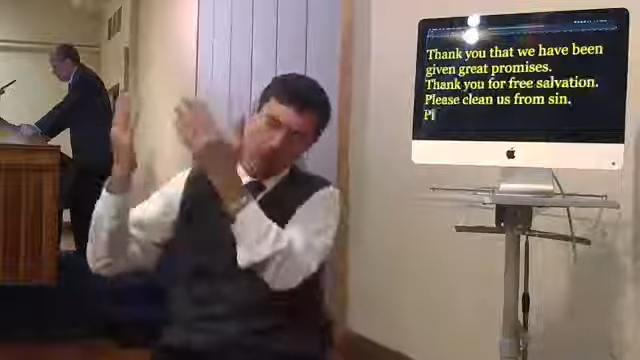 Thank you that we have been
given great promises.
Thank you for free salvation.
Please clean us from sin.
Pl